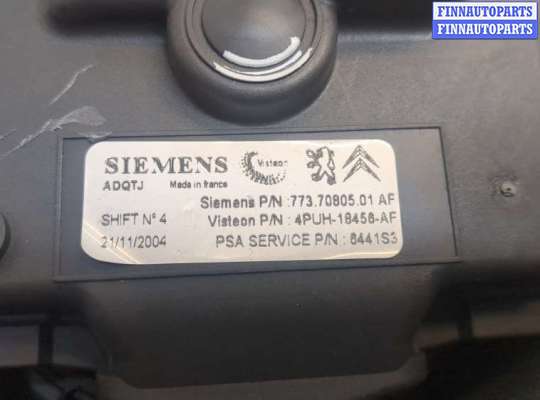 FINNAUTOPARTS
FINNAUTOPARTS
SIEMENS Visteon
ADQTJ Made in france
Siemens P/N :773.70805.01 AF
SHIFT N° 4 Visteon P/N : 4PUH-18456-AF
21/11/2004 PSA SERVICE P/N : 6441S3